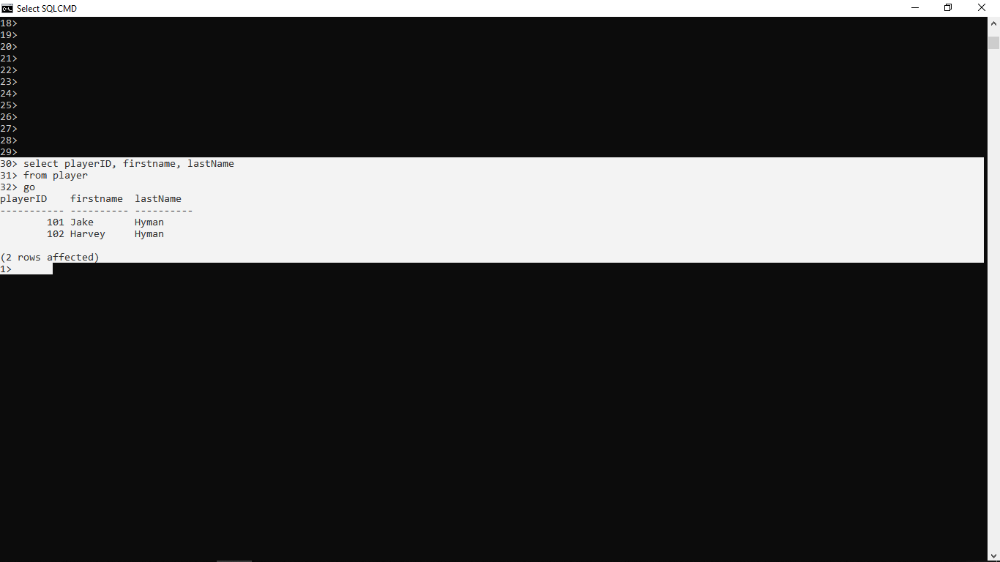 Select SQLCMD
18>
19>
20>
21>
22>
23>
24>
25>
26>
27>
28>
29>
30> select playerID, firstname, lastName
31> from player
32> go
playerID    firstname  lastName
----------- ---------- ----------
        101 Jake       Hyman
        102 Harvey     Hyman

(2 rows affected)
1>